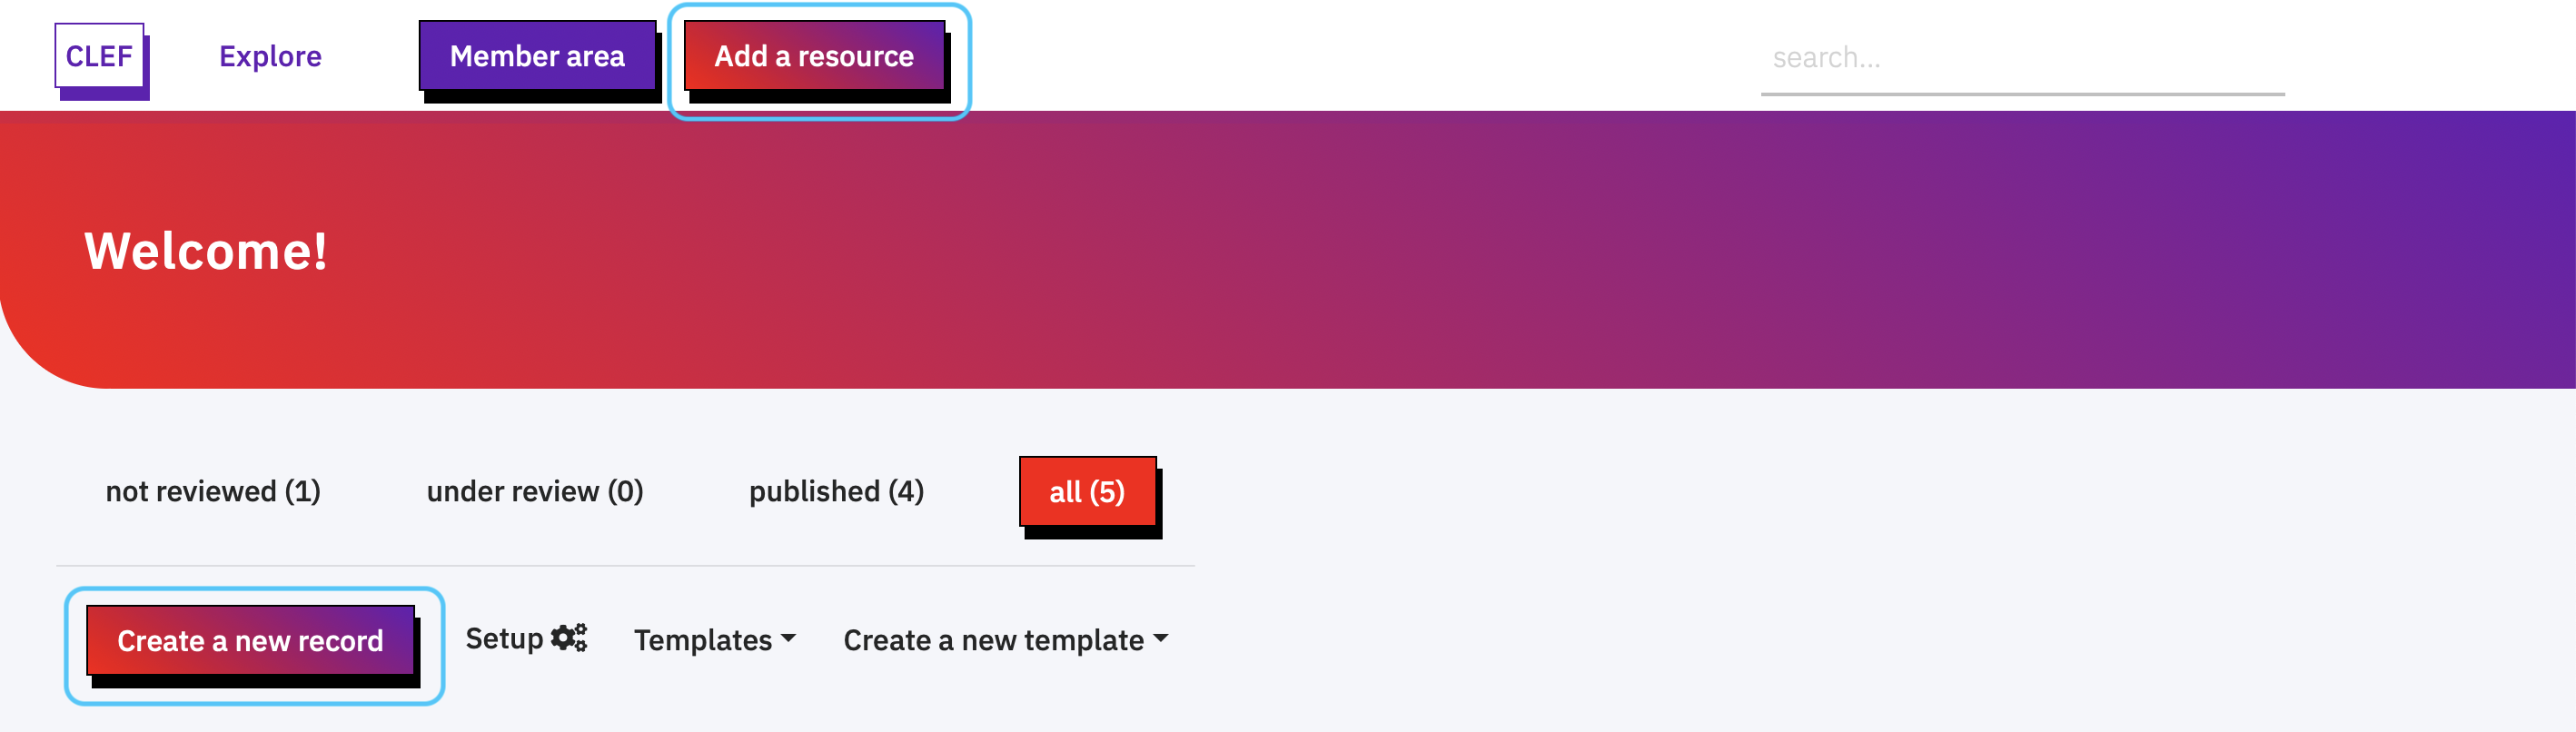 CLEF Explore Member area Add a resource search...
Welcome!
not reviewed (1) under review (0) published (4) all (5)
Create a new record Setup Templates Create a new template